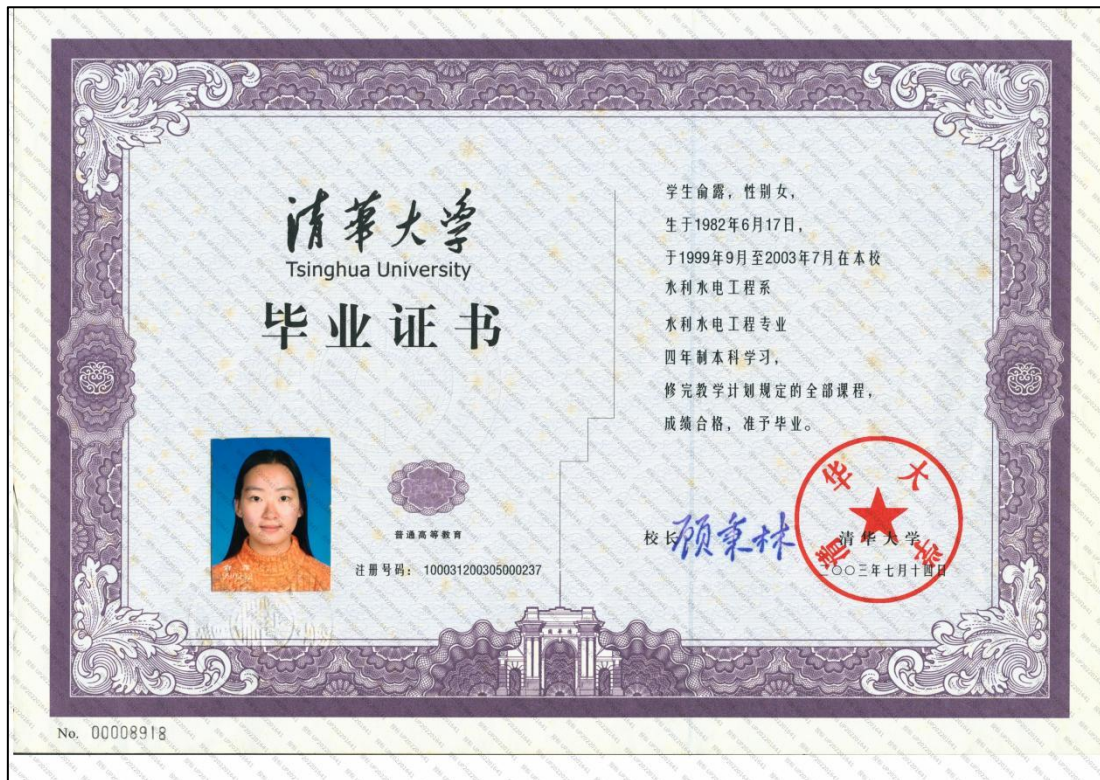 清華大学
Tsinghua University
毕业证书
普通高等教育
注册号码： 100031200305000237
学生俞露，性别女，
生于1982年6月17日，
于1999年9月至2003年7月在本校
水利水电工程系
水利水电工程专业
四年制本科学习，
修完教学计划规定的全部课程，
成绩合格，准予毕业。
校长 顾秉林
清华大学
清华大学
二〇〇三年七月十四日
No. 00008918